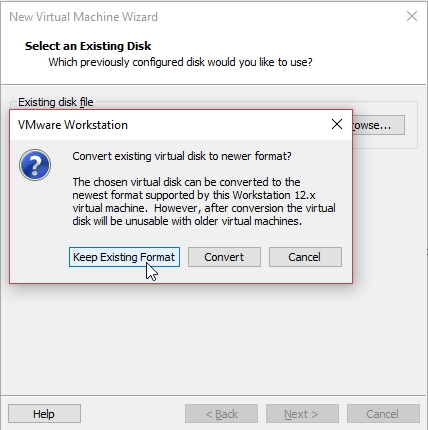 New Virtual Machine Wizard
Select an Existing Disk
Which previously configured disk would you like to use?
Existing disk file
VMware Workstation
Convert existing virtual disk to newer format?
The chosen virtual disk can be converted to the
newest format supported by this Workstation 12.x
virtual machine.  However, after conversion the virtual
disk will be unusable with older virtual machines.
Keep Existing Format Convert Cancel
owse...
Help < Back Next > Cancel